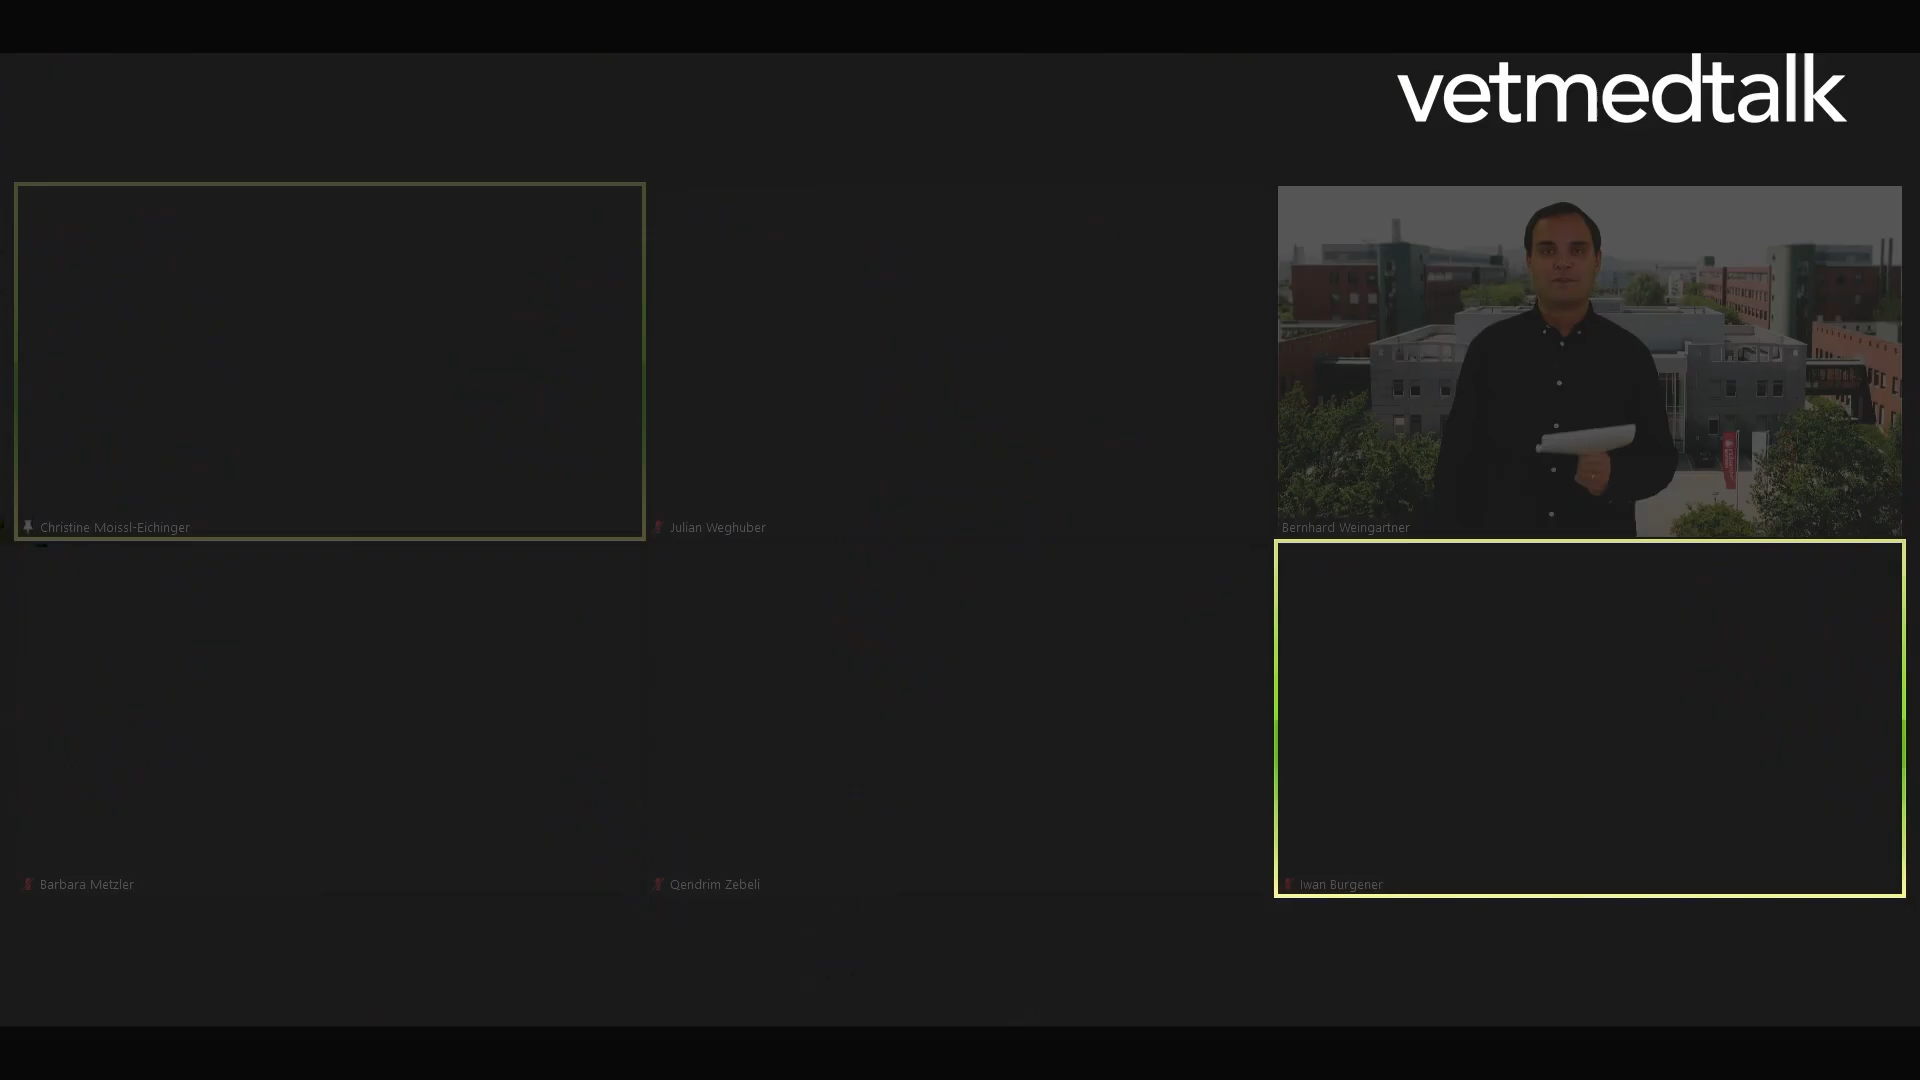 vetmedtalk
Christine Moissl-Eichinger
Julian Weghuber
Bernhard Weingartner
Barbara Metzler
Qendrim Zebeli
Iwan Burgener